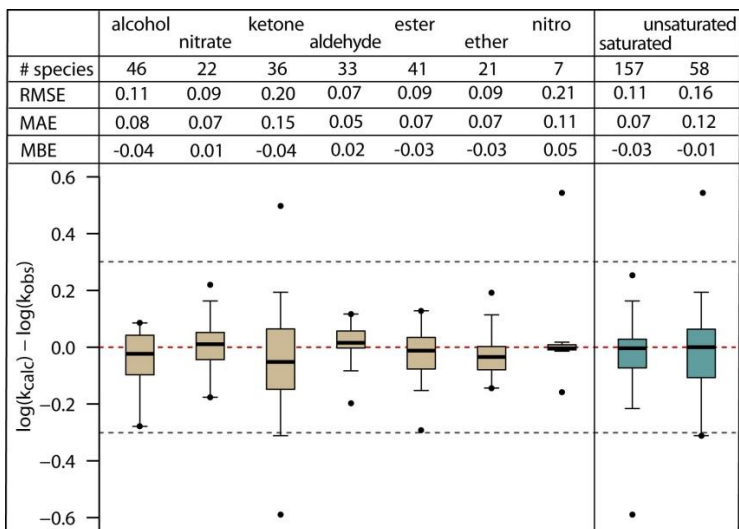 alcohol ketone ester nitro unsaturated
nitrate aldehyde ether saturated
# species 46 22 36 33 41 21 7 157 58
RMSE 0.11 0.09 0.20 0.07 0.09 0.09 0.21 0.11 0.16
MAE 0.08 0.07 0.15 0.05 0.07 0.07 0.11 0.07 0.12
MBE -0.04 0.01 -0.04 0.02 -0.03 -0.03 0.05 -0.03 -0.01
log(kcalc) − log(kobs)
0.6
0.4
0.2
0.0
−0.2
−0.4
−0.6